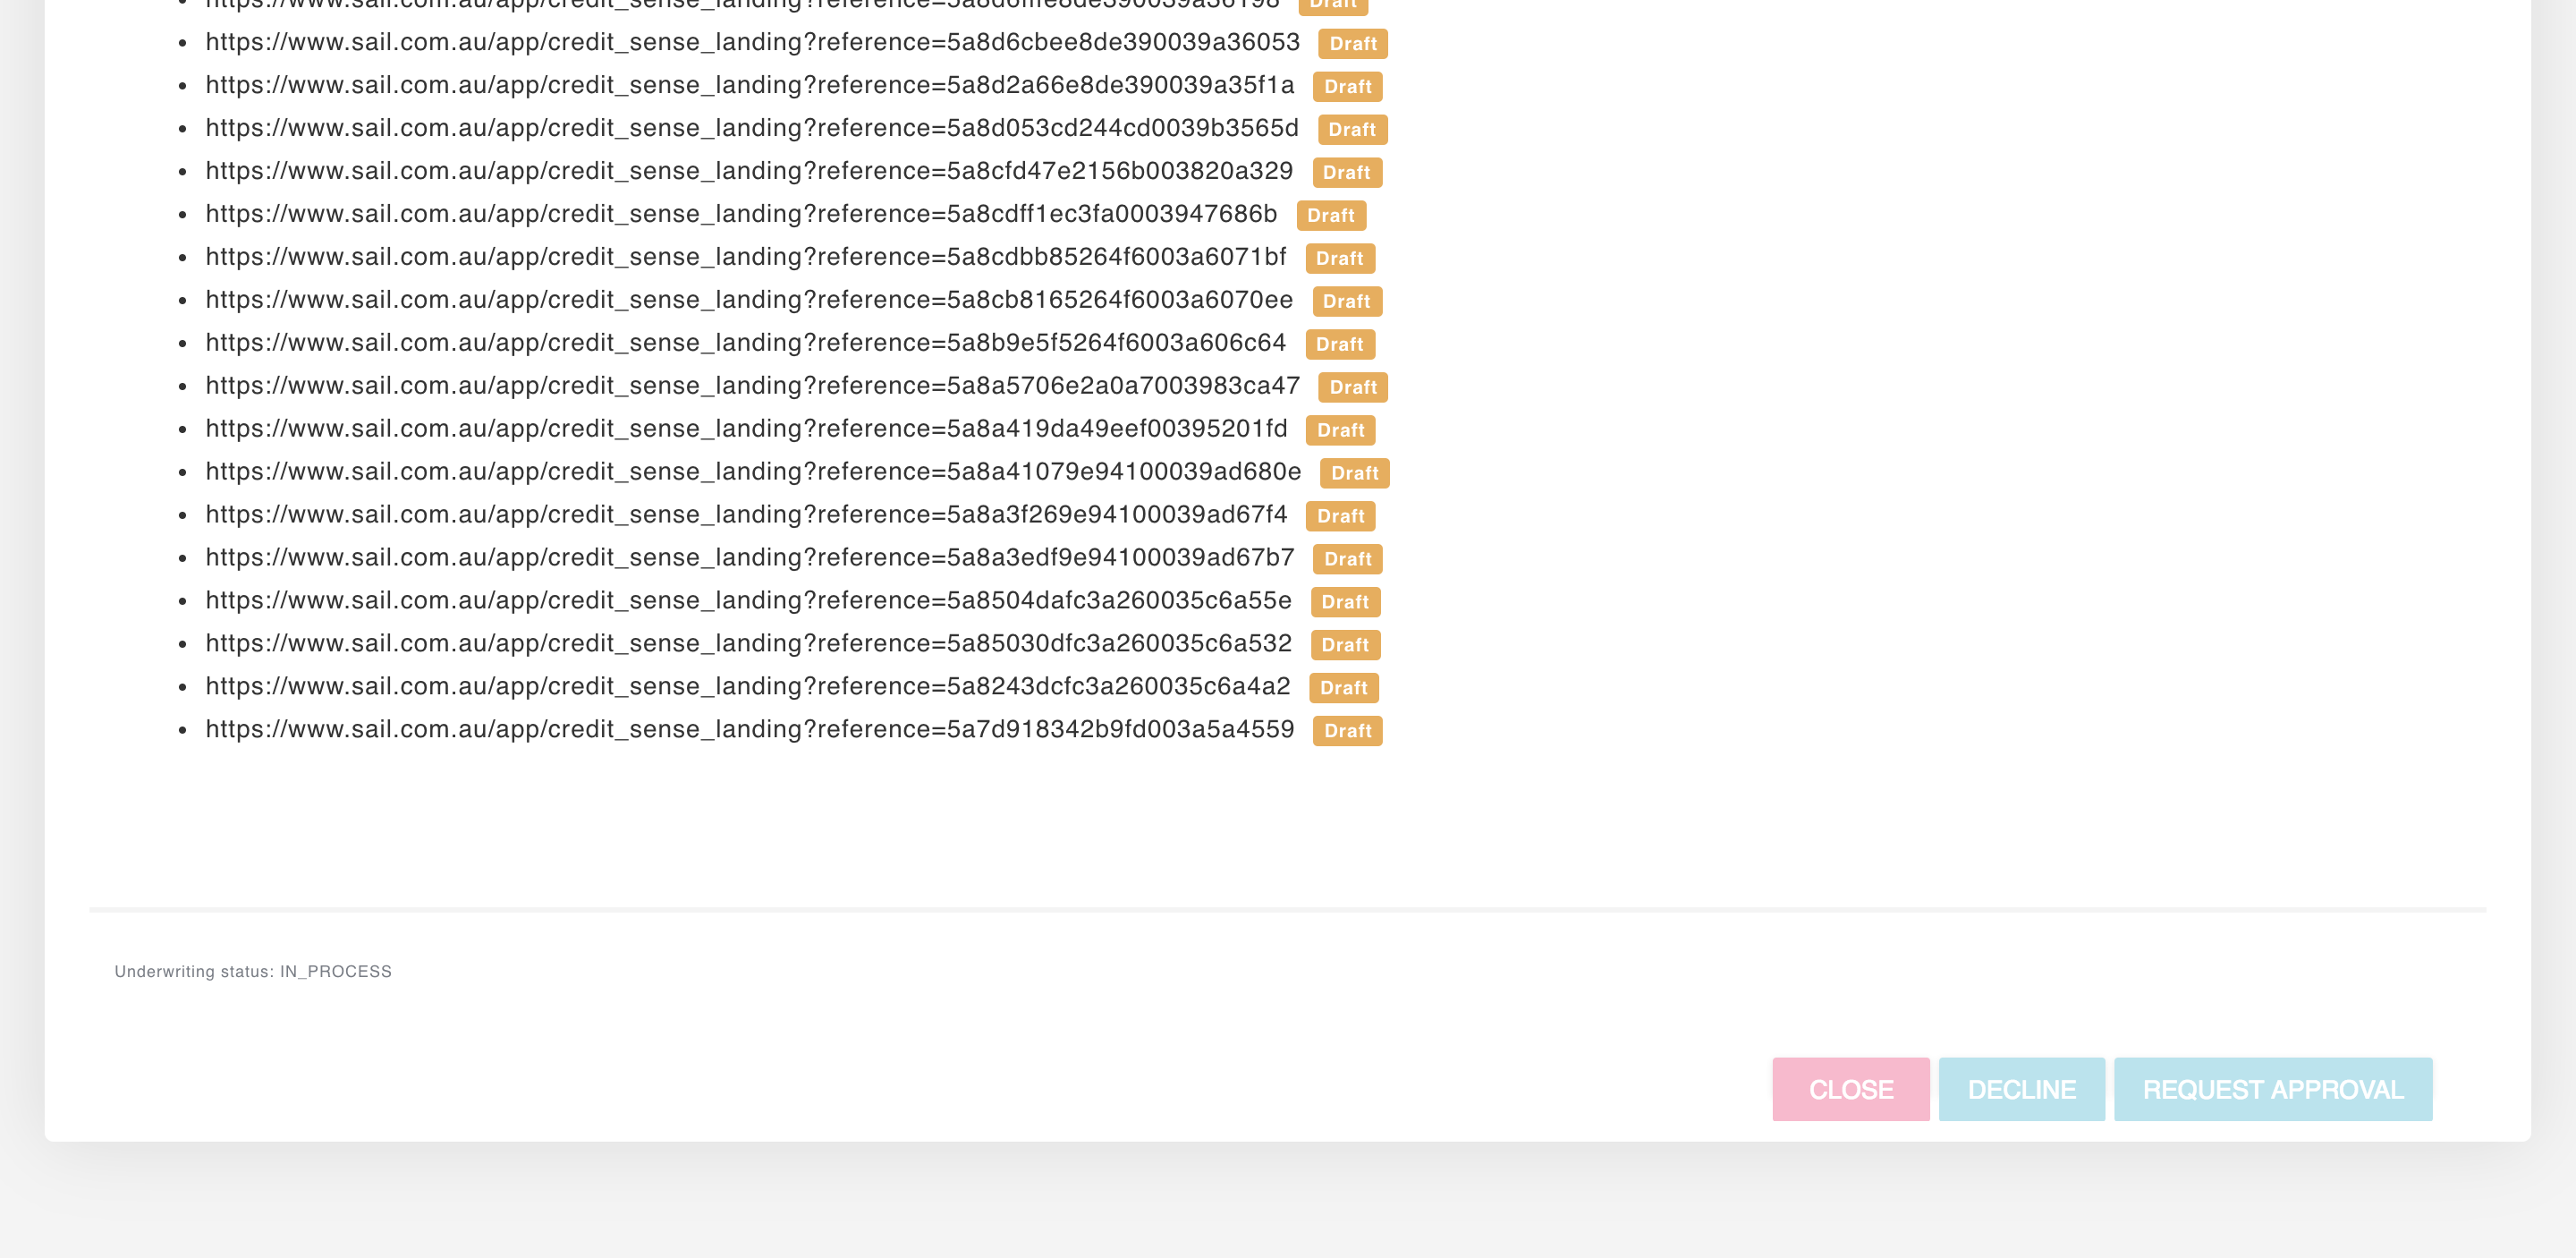 Draft
https://www.sail.com.au/app/credit_sense_landing?reference=5a8d6cbee8de390039a36053 Draft
https://www.sail.com.au/app/credit_sense_landing?reference=5a8d2a66e8de390039a35f1a Draft
https://www.sail.com.au/app/credit_sense_landing?reference=5a8d053cd244cd0039b3565d Draft
https://www.sail.com.au/app/credit_sense_landing?reference=5a8cfd47e2156b003820a329 Draft
https://www.sail.com.au/app/credit_sense_landing?reference=5a8cdff1ec3fa0003947686b Draft
https://www.sail.com.au/app/credit_sense_landing?reference=5a8cdbb85264f6003a6071bf Draft
https://www.sail.com.au/app/credit_sense_landing?reference=5a8cb8165264f6003a6070ee Draft
https://www.sail.com.au/app/credit_sense_landing?reference=5a8b9e5f5264f6003a606c64 Draft
https://www.sail.com.au/app/credit_sense_landing?reference=5a8a5706e2a0a7003983ca47 Draft
https://www.sail.com.au/app/credit_sense_landing?reference=5a8a419da49eef00395201fd Draft
https://www.sail.com.au/app/credit_sense_landing?reference=5a8a41079e94100039ad680e Draft
https://www.sail.com.au/app/credit_sense_landing?reference=5a8a3f269e94100039ad67f4 Draft
https://www.sail.com.au/app/credit_sense_landing?reference=5a8a3edf9e94100039ad67b7 Draft
https://www.sail.com.au/app/credit_sense_landing?reference=5a8504dafc3a260035c6a55e Draft
https://www.sail.com.au/app/credit_sense_landing?reference=5a85030dfc3a260035c6a532 Draft
https://www.sail.com.au/app/credit_sense_landing?reference=5a8243dcfc3a260035c6a4a2 Draft
https://www.sail.com.au/app/credit_sense_landing?reference=5a7d918342b9fd003a5a4559 Draft
Underwriting status: IN_PROCESS
CLOSE DECLINE REQUEST APPROVAL